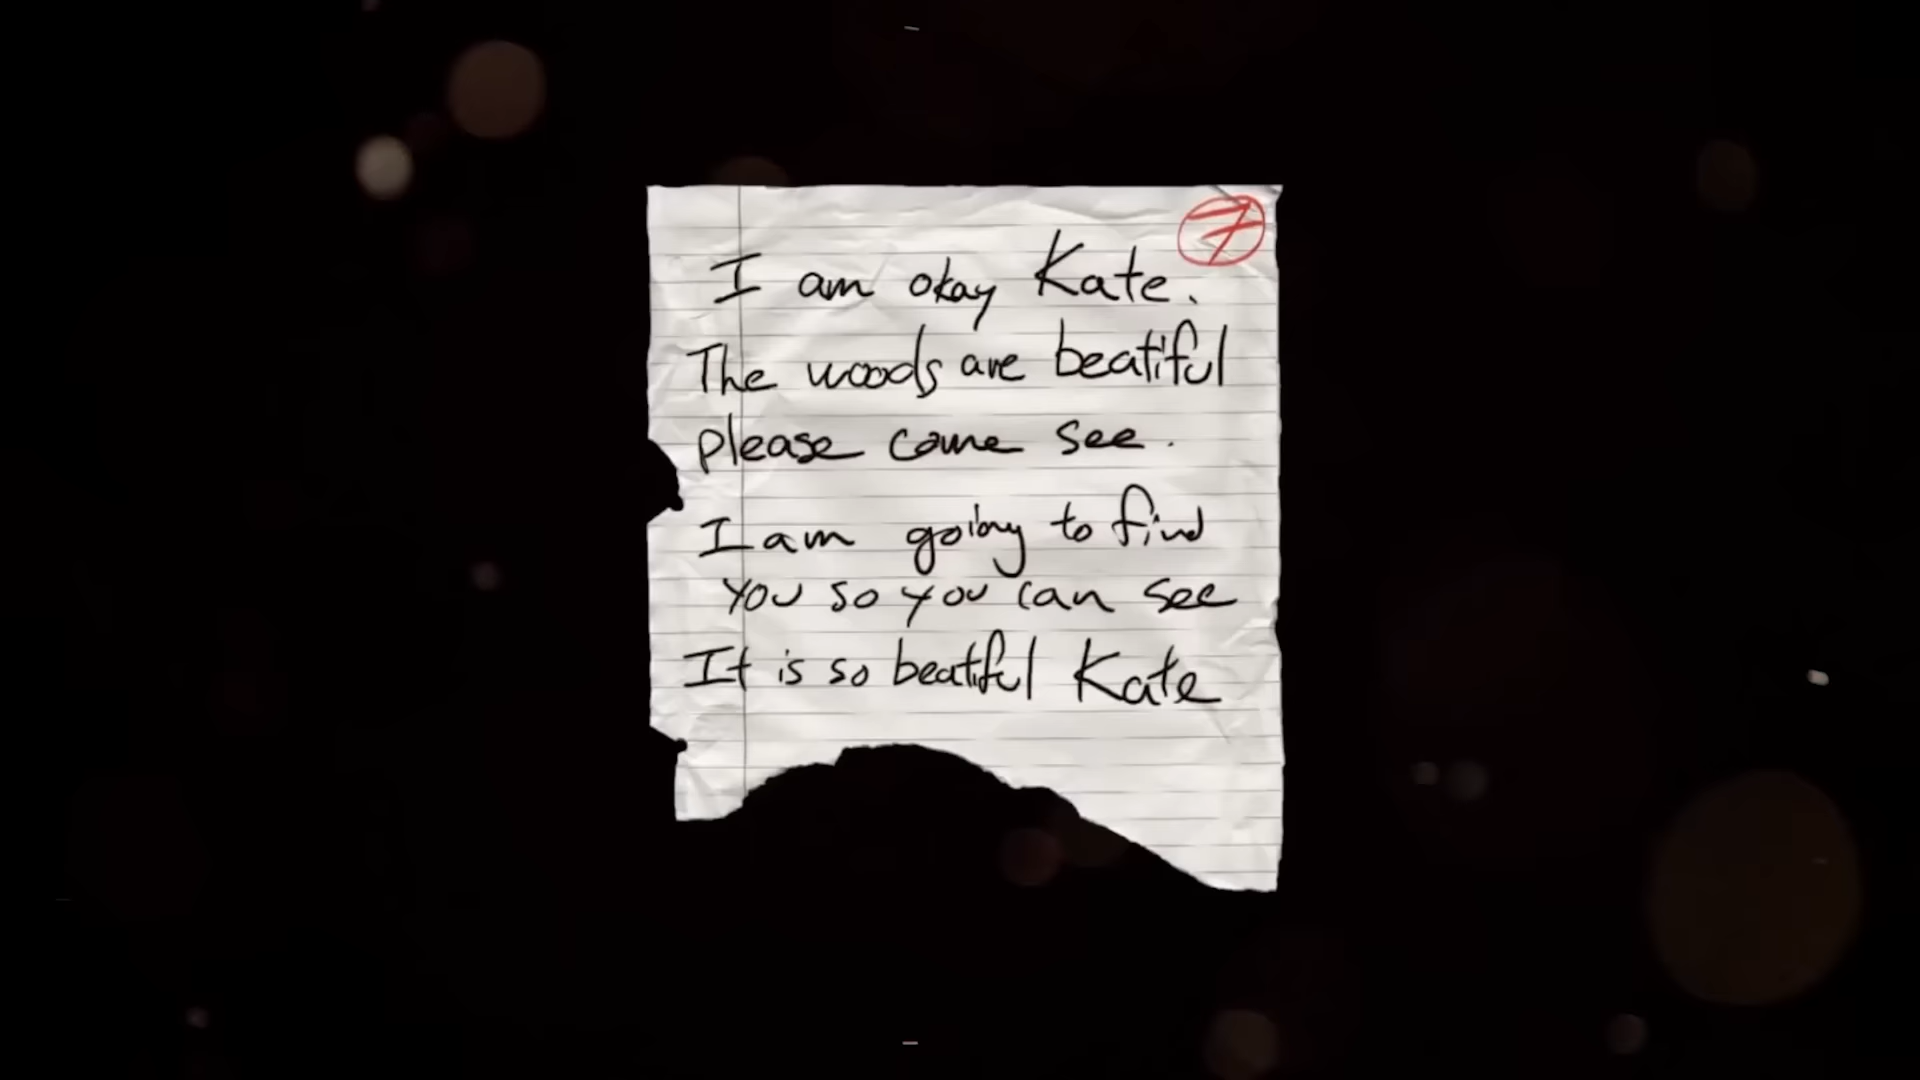 7
I am okay Kate.
The woods are beatiful
please come see.
I am going to find
you so you can see
It is so beatiful Kate